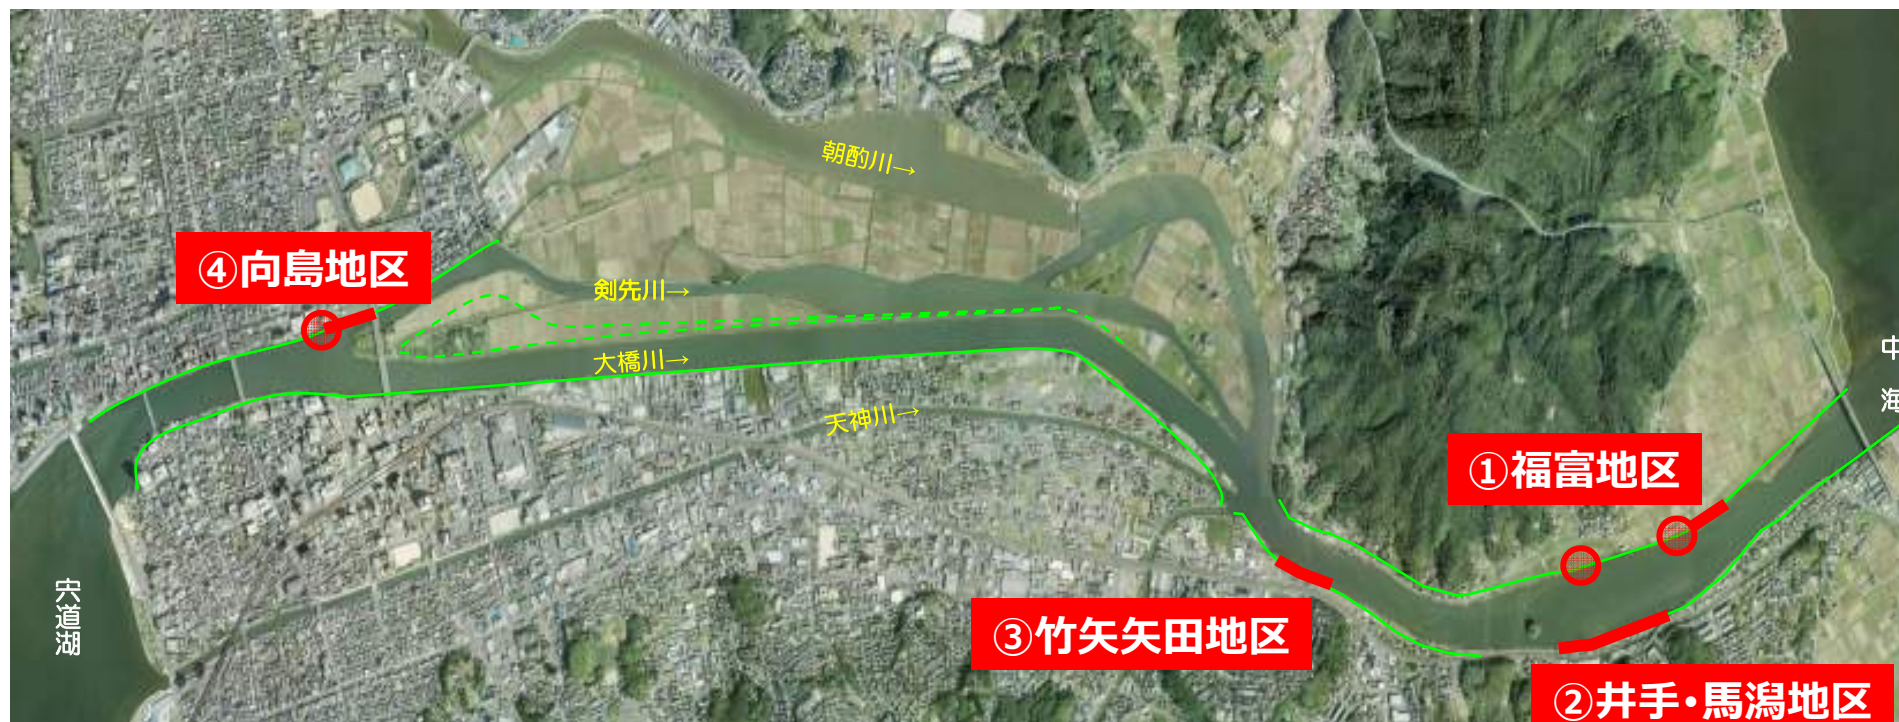 朝酌川→
④向島地区
剣先川→
大橋川→
中海
天神川→
①福富地区
宍道湖
③竹矢矢田地区
②井手・馬潟地区